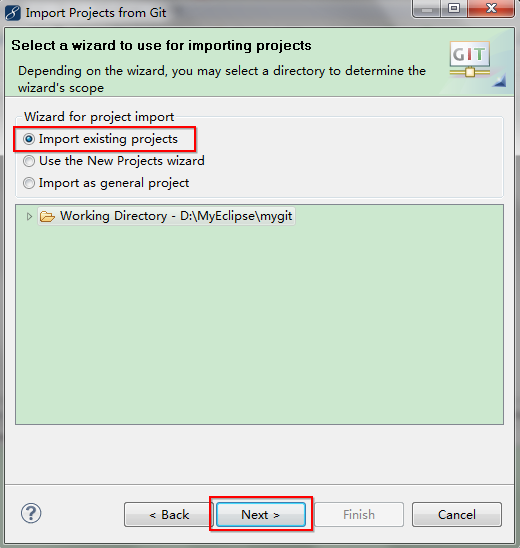 Import Projects from Git
Select a wizard to use for importing projects
Depending on the wizard, you may select a directory to determine the
wizard's scope
GIT
Wizard for project import
Import existing projects
Use the New Projects wizard
Import as general project
Working Directory - D:\MyEclipse\mygit
?
< Back
Next >
Finish
Cancel